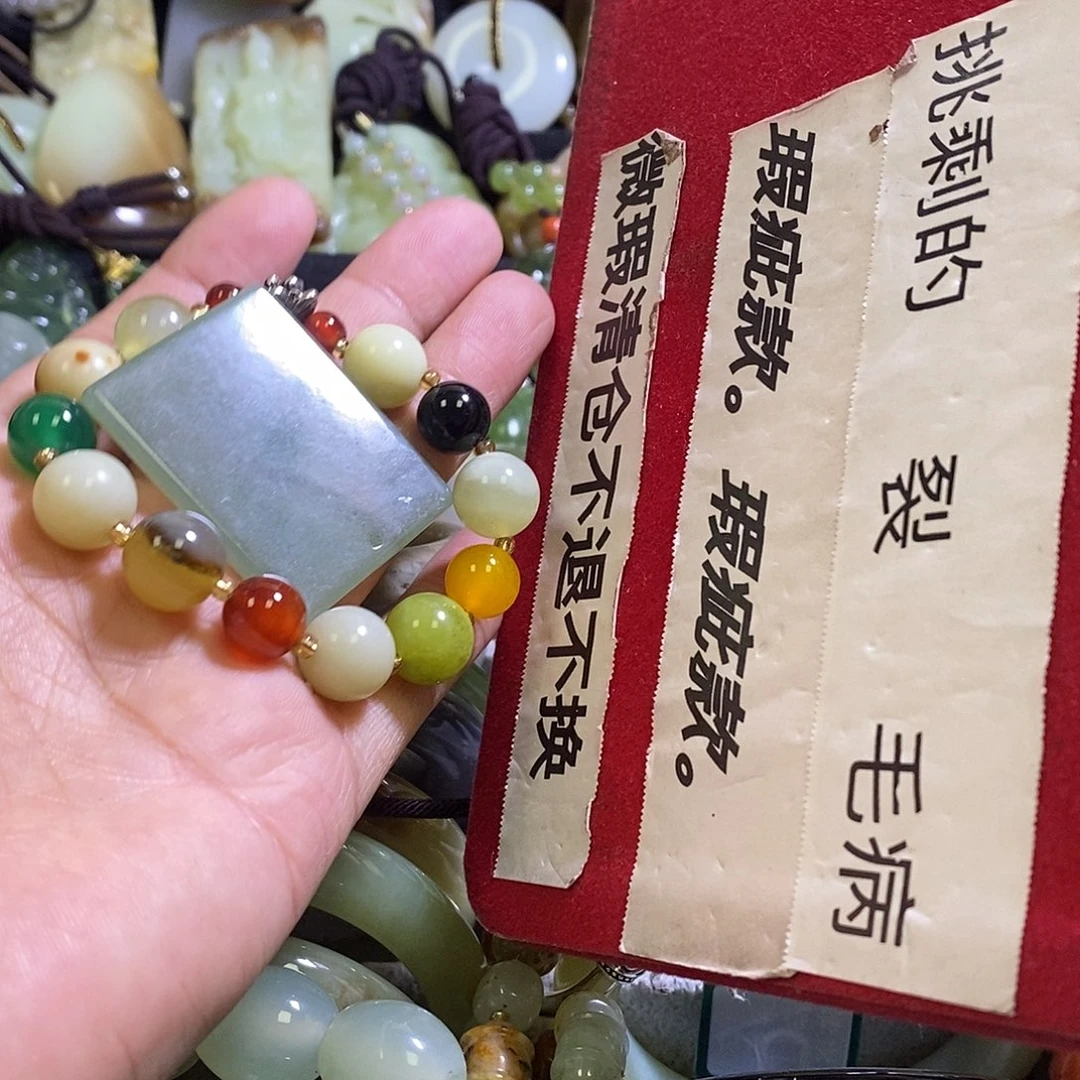 挑剩的 裂 毛病
瑕疵款。 瑕疵款。
微瑕清仓不退不换